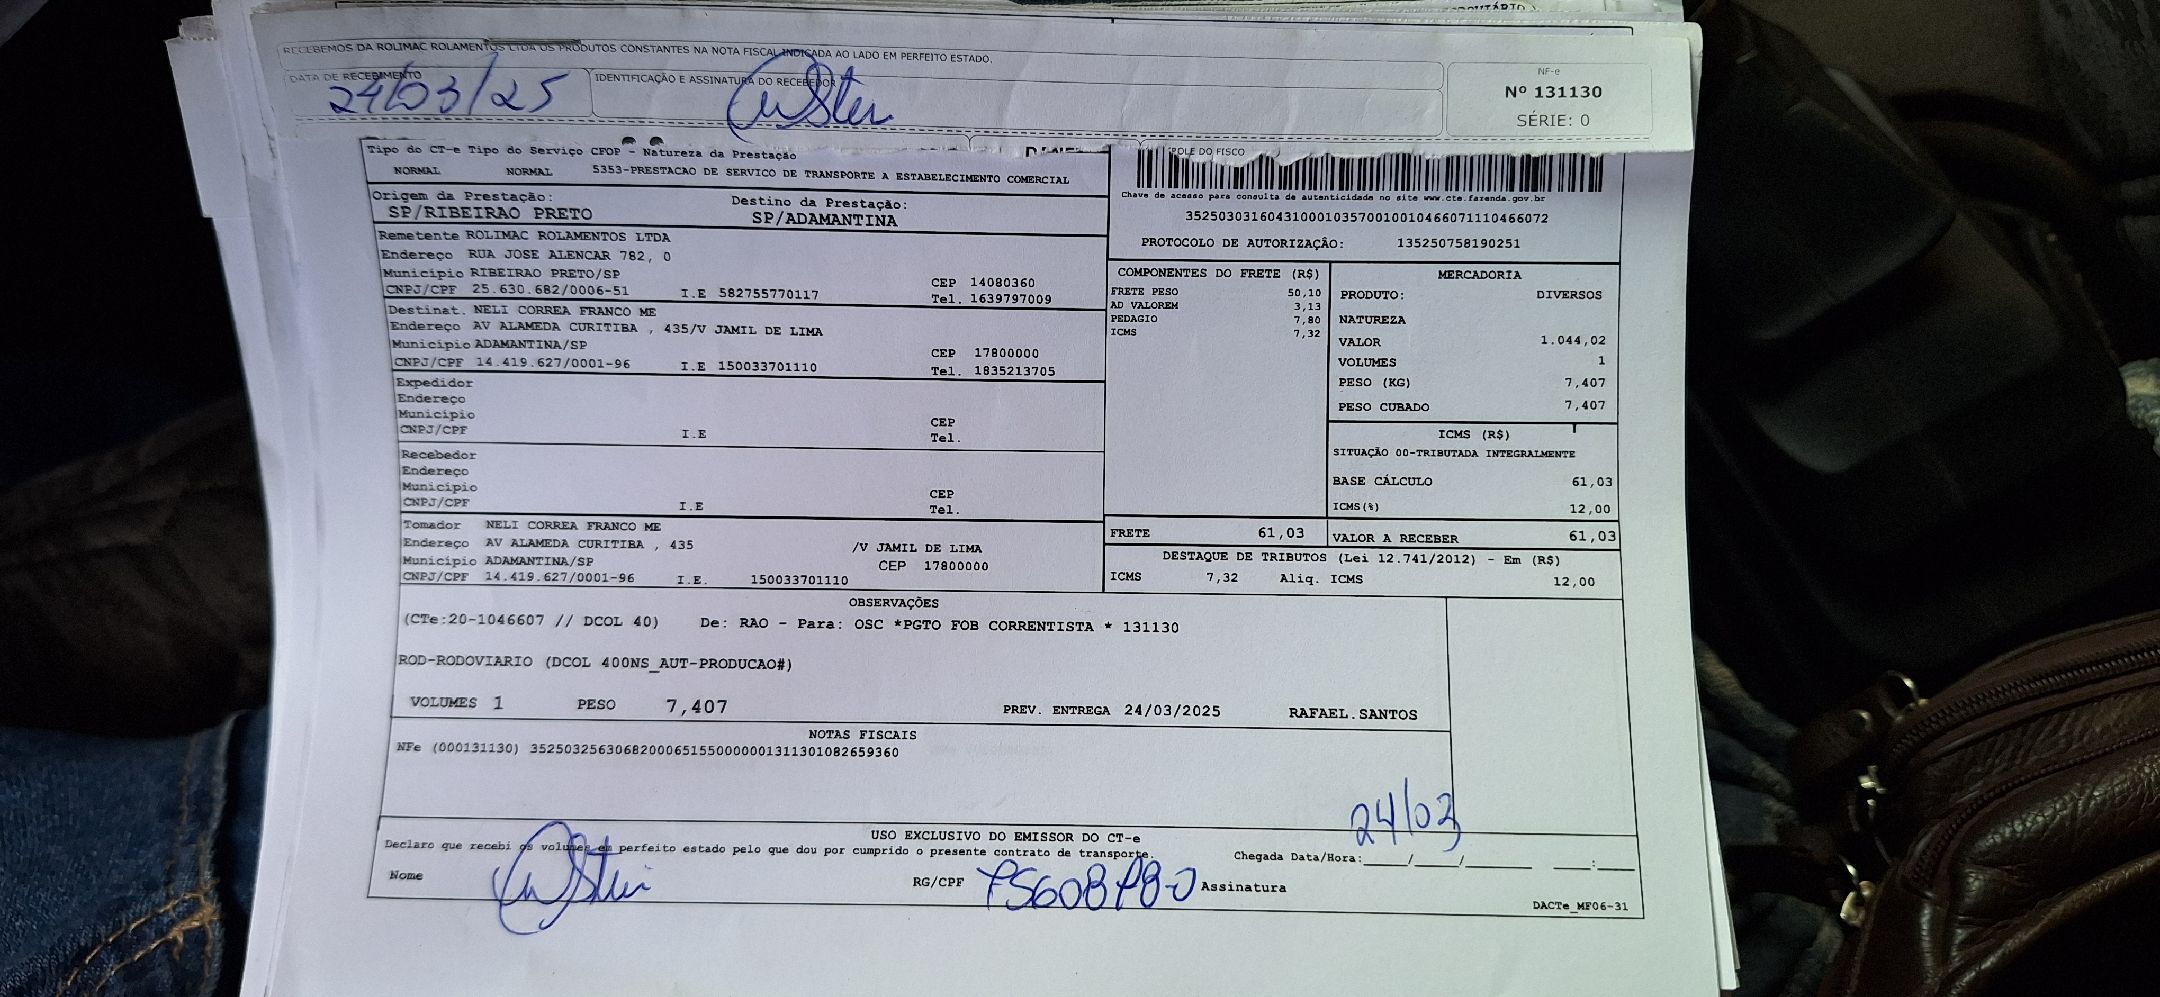 RECEBEMOS DA ROLIMAC ROLAMENTOS LTDA OS PRODUTOS CONSTANTES NA NOTA FISCAL INDICADA AO LADO EM PERFEITO ESTADO.
DATA DE RECEBIMENTO
24/03/25
IDENTIFICAÇÃO E ASSINATURA DO RECEBEDOR
NF-e
Nº 131130
SÉRIE: 0
Tipo do CT-e Tipo do Serviço CFOP - Natureza da Prestação
NORMAL NORMAL 5353-PRESTACAO DE SERVICO DE TRANSPORTE A ESTABELECIMENTO COMERCIAL
Origem da Prestação:
SP/RIBEIRAO PRETO
Destino da Prestação:
SP/ADAMANTINA
ROLE DO FISCO
Chave de acesso para consulta de autenticidade no site www.cte.fazenda.gov.br
35250303160431000103570010010466071110466072
PROTOCOLO DE AUTORIZAÇÃO: 135250758190251
Remetente ROLIMAC ROLAMENTOS LTDA
Endereço RUA JOSE ALENCAR 782, 0
Município RIBEIRAO PRETO/SP CEP 14080360
CNPJ/CPF 25.630.682/0006-51 I.E 582755770117 Tel. 1639797009
Destinat. NELI CORREA FRANCO ME
Endereço AV ALAMEDA CURITIBA , 435/V JAMIL DE LIMA
Município ADAMANTINA/SP CEP 17800000
CNPJ/CPF 14.419.627/0001-96 I.E 150033701110 Tel. 1835213705
Expedidor
Endereço
Município CEP
CNPJ/CPF I.E Tel.
Recebedor
Endereço
Município CEP
CNPJ/CPF I.E Tel.
Tomador NELI CORREA FRANCO ME
Endereço AV ALAMEDA CURITIBA , 435 /V JAMIL DE LIMA
Município ADAMANTINA/SP CEP 17800000
CNPJ/CPF 14.419.627/0001-96 I.E. 150033701110
COMPONENTES DO FRETE (R$)
FRETE PESO 50,10
AD VALOREM 3,13
PEDAGIO 7,80
ICMS 7,32
MERCADORIA
PRODUTO: DIVERSOS
NATUREZA
VALOR 1.044,02
VOLUMES 1
PESO (KG) 7,407
PESO CUBADO 7,407
ICMS (R$)
SITUAÇÃO 00-TRIBUTADA INTEGRALMENTE
BASE CÁLCULO 61,03
ICMS(%) 12,00
FRETE 61,03
VALOR A RECEBER 61,03
DESTAQUE DE TRIBUTOS (Lei 12.741/2012) - Em (R$)
ICMS 7,32 Aliq. ICMS 12,00
OBSERVAÇÕES
(CTe:20-1046607 // DCOL 40) De: RAO - Para: OSC *PGTO FOB CORRENTISTA * 131130
ROD-RODOVIARIO (DCOL 400NS_AUT-PRODUCAO#)
VOLUMES 1 PESO 7,407 PREV. ENTREGA 24/03/2025 RAFAEL.SANTOS
NOTAS FISCAIS
NFe (000131130) 35250325630682000651550000001311301082659360
24/03
USO EXCLUSIVO DO EMISSOR DO CT-e
Declaro que recebi os volumes em perfeito estado pelo que dou por cumprido o presente contrato de transporte.
Chegada Data/Hora:____/____/______ ___:___
Nome RG/CPF Assinatura
DACTe_MF06-31